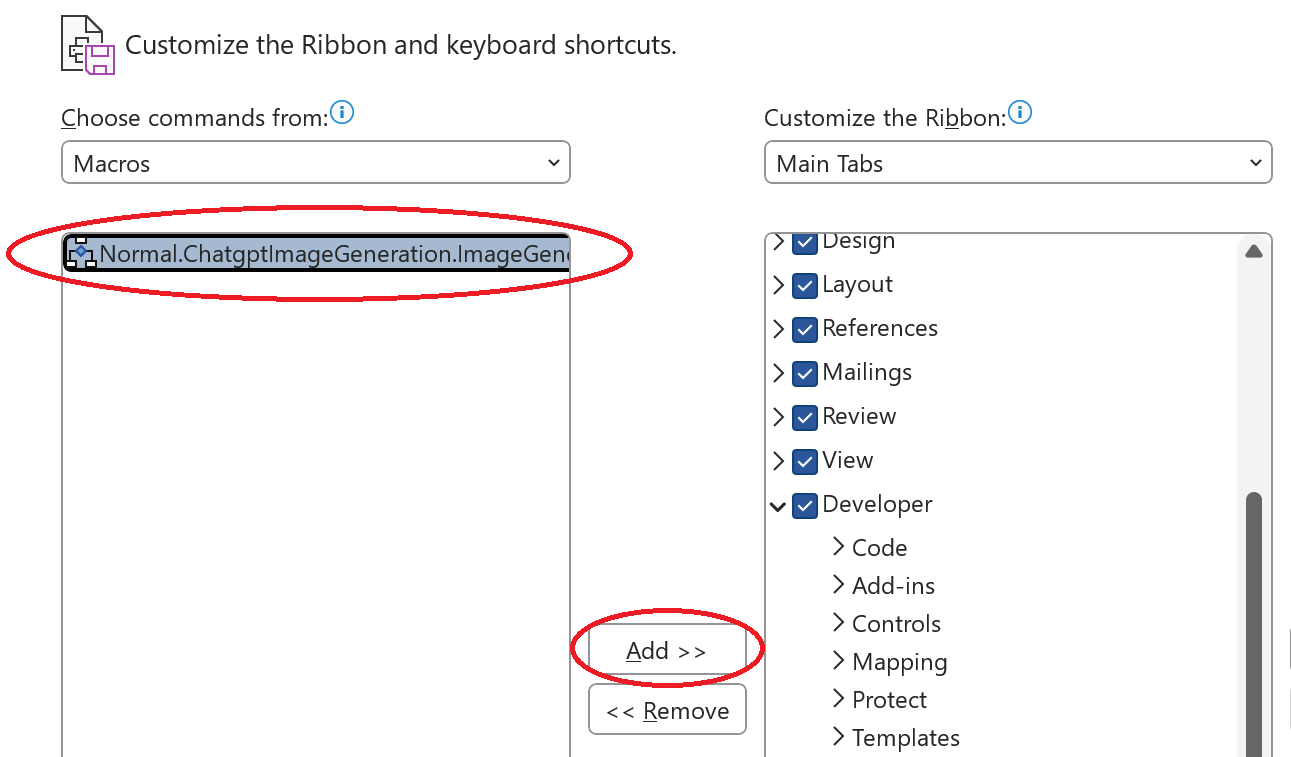 Customize the Ribbon and keyboard shortcuts.
Choose commands from:
Customize the Ribbon:
Macros
Main Tabs
Normal.ChatgptImageGeneration.ImageGen
Design
Layout
References
Mailings
Review
View
Developer
Code
Add-ins
Controls
Mapping
Protect
Templates
Add >>
<< Remove